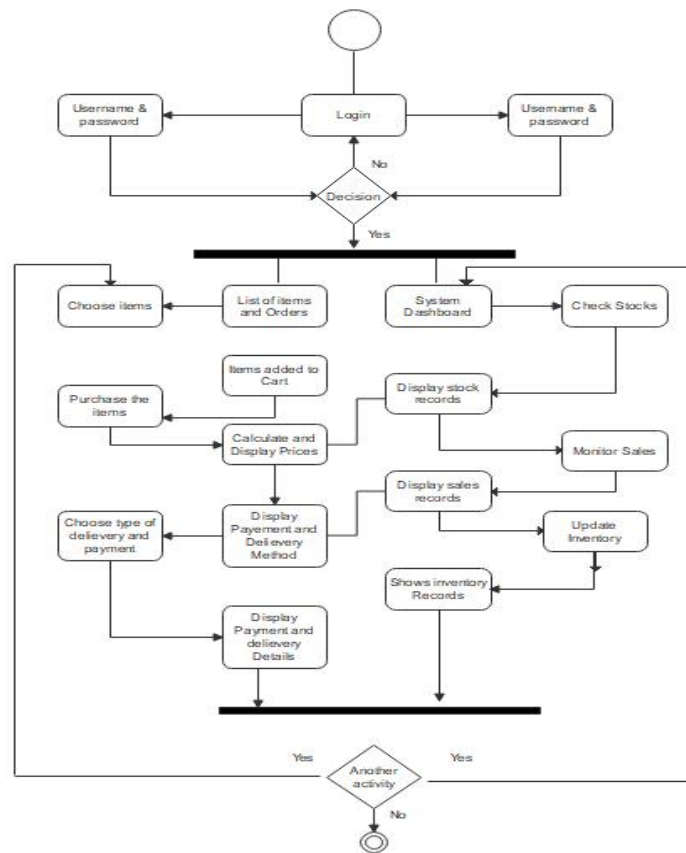 Username &
password
Login
Username &
password
No
Decision
Yes
Choose items
List of items
and Orders
System
Dashboard
Check Stocks
Items added to
Cart
Purchase the
items
Calculate and
Display Prices
Display stock
records
Monitor Sales
Display sales
records
Choose type of
delievery and
payment
Display
Payement and
Delievery
Method
Update
Inventory
Shows inventory
Records
Display
Payment and
delievery
Details
Yes
Another
activity
Yes
No